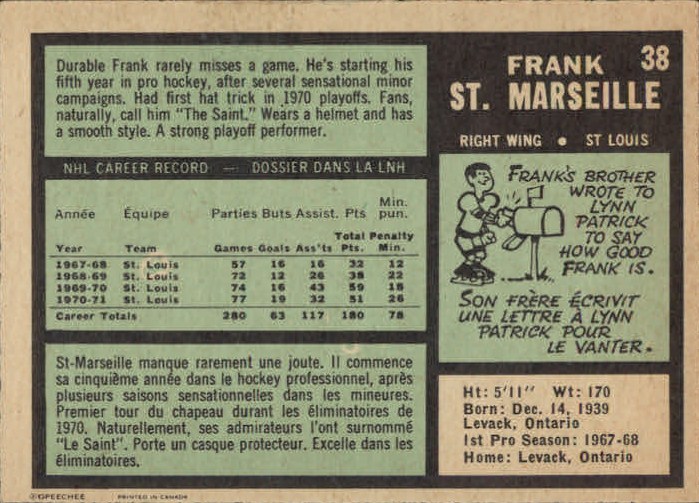 Durable Frank rarely misses a game. He's starting his
fifth year in pro hockey, after several sensational minor
campaigns. Had first hat trick in 1970 playoffs. Fans,
naturally, call him "The Saint." Wears a helmet and has
a smooth style. A strong playoff performer.
NHL CAREER RECORD — DOSSIER DANS LA LNH
Année Équipe Parties Buts Assist. Pts Min. pun.
Year Team Games Goals Ass'ts Total Pts. Penalty Min.
1967-68 St. Louis 57 16 16 32 12
1968-69 St. Louis 72 12 26 38 22
1969-70 St. Louis 74 16 43 59 18
1970-71 St. Louis 77 19 32 51 26
Career Totals 280 63 117 180 78
St-Marseille manque rarement une joute. Il commence
sa cinquième année dans le hockey professionnel, après
plusieurs saisons sensationnelles dans les mineures.
Premier tour du chapeau durant les éliminatoires de
1970. Naturellement, ses admirateurs l'ont surnommé
"Le Saint". Porte un casque protecteur. Excelle dans les
éliminatoires.
©OPEECHEE PRINTED IN CANADA
38
FRANK
ST. MARSEILLE
RIGHT WING • ST LOUIS
FRANK'S BROTHER
WROTE TO
LYNN
PATRICK
TO SAY
HOW GOOD
FRANK IS.
SON FRÈRE ÉCRIVIT
UNE LETTRE À LYNN
PATRICK POUR
LE VANTER.
Ht: 5'11" Wt: 170
Born: Dec. 14, 1939
Levack, Ontario
1st Pro Season: 1967-68
Home: Levack, Ontario